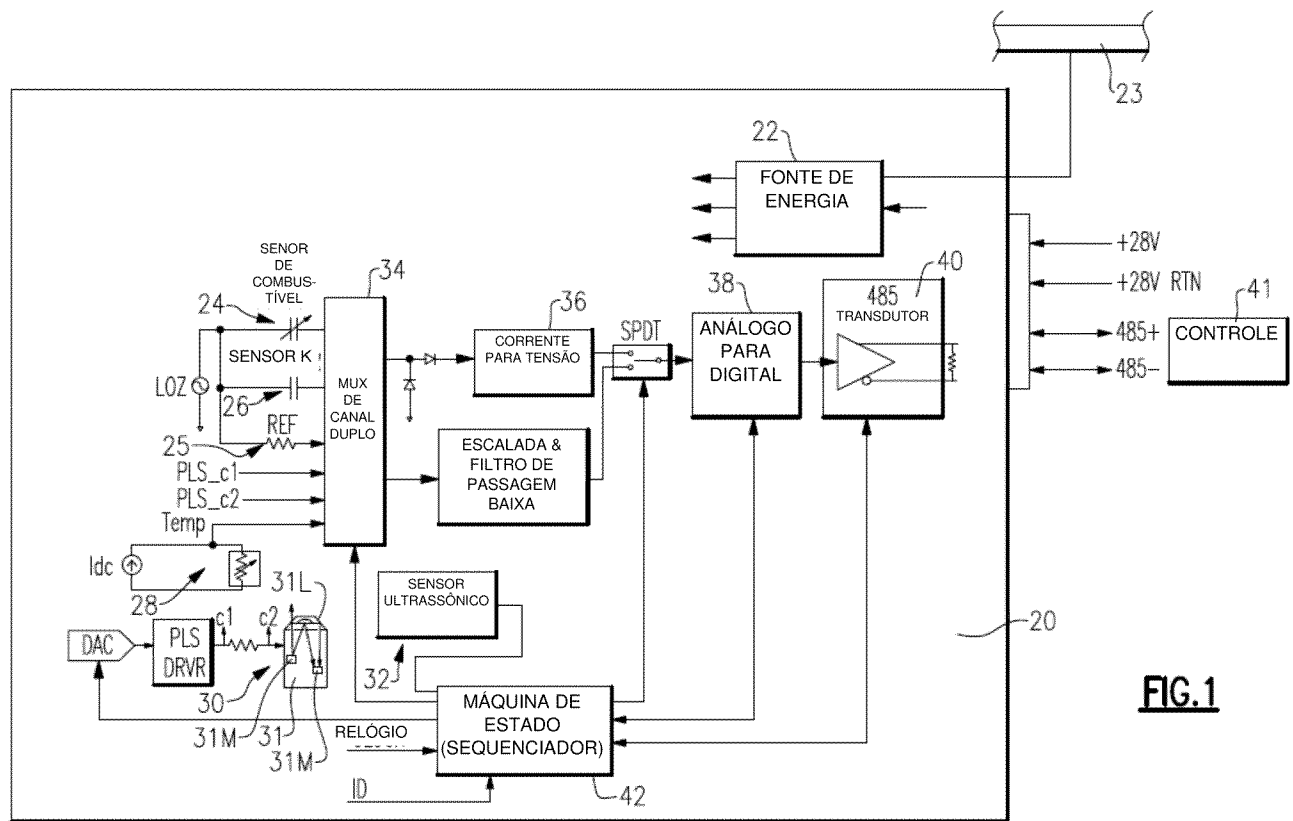 23
22
FONTE DE
ENERGIA
SENOR
DE
COMBUS-
TÍVEL
24
34
36
38
40
+28V
+28V RTN
485+
485-
41
CONTROLE
SENSOR K
LOZ
26
REF
25
PLS_c1
PLS_c2
Temp
MUX
DE
CANAL
DUPLO
CORRENTE
PARA TENSÃO
SPDT
ANÁLOGO
PARA
DIGITAL
485
TRANSDUTOR
ESCALADA &
FILTRO DE
PASSAGEM
BAIXA
Idc
28
31L
SENSOR
ULTRASSÔNICO
32
20
DAC
PLS
DRVR
c1
c2
30
31M
31
31M
MÁQUINA DE
ESTADO
(SEQUENCIADOR)
RELÓGIO
ID
42
FIG.1